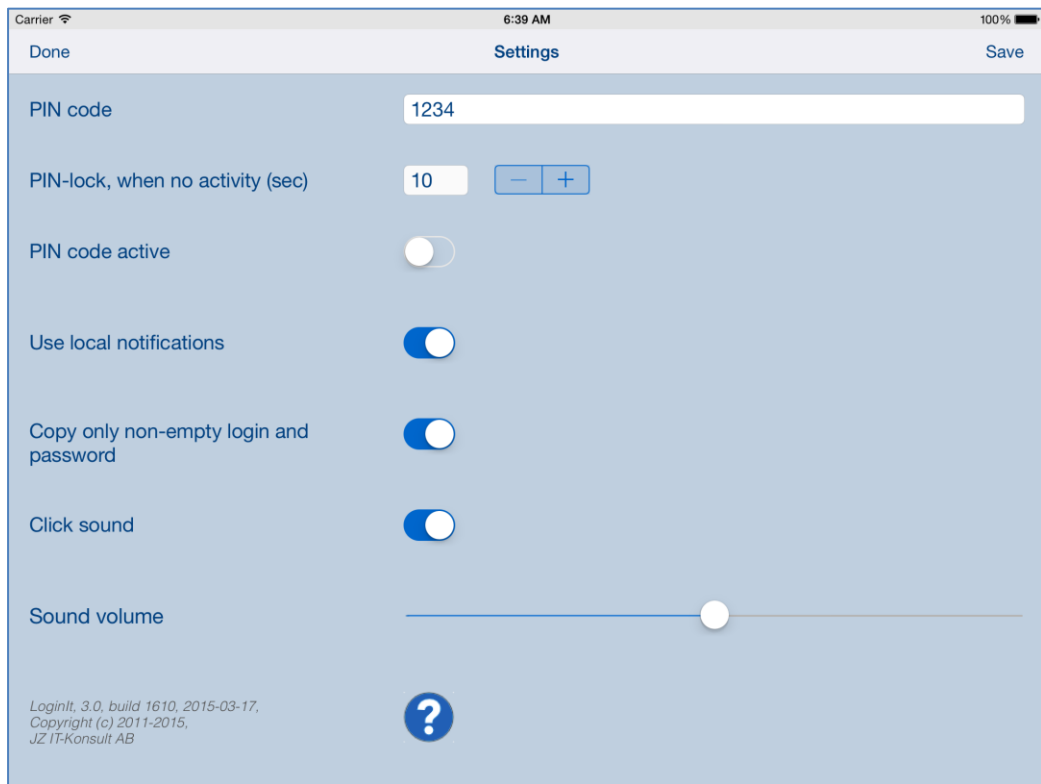 Carrier 6:39 AM 100%
Done Settings Save
PIN code 1234
PIN-lock, when no activity (sec) 10 − +
PIN code active
Use local notifications
Copy only non-empty login and
password
Click sound
Sound volume
LoginIt, 3.0, build 1610, 2015-03-17,
Copyright (c) 2011-2015,
JZ IT-Konsult AB
?